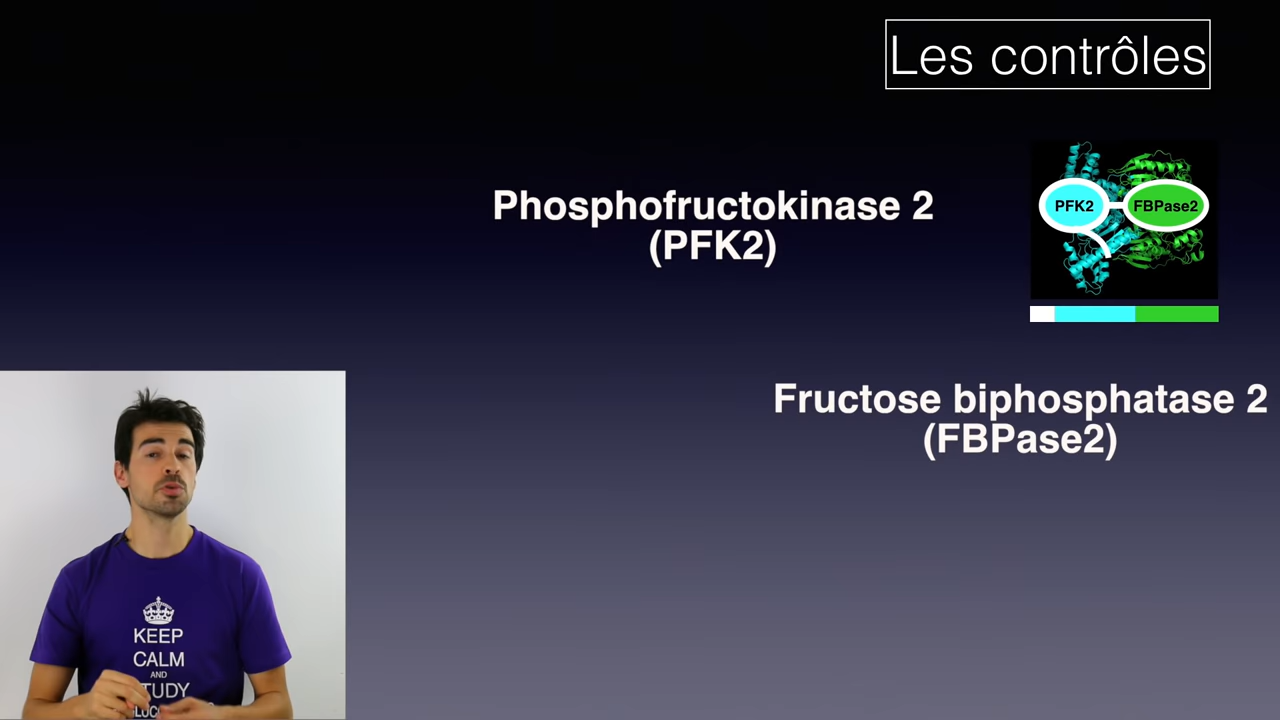 Les contrôles
Phosphofructokinase 2
(PFK2)
PFK2
FBPase2
Fructose biphosphatase 2
(FBPase2)
KEEP
CALM
AND